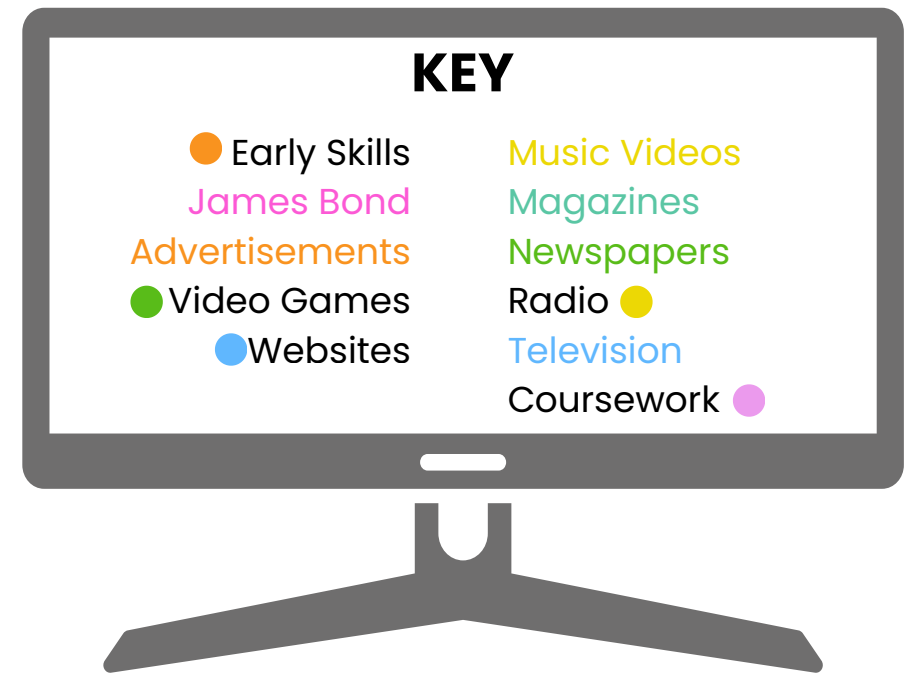 KEY
Early Skills
James Bond
Advertisements
Video Games
Websites
Music Videos
Magazines
Newspapers
Radio
Television
Coursework